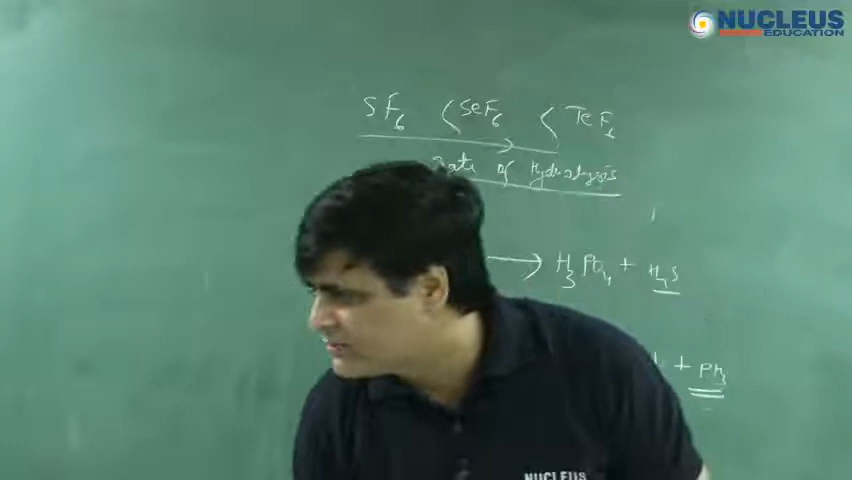 NUCLEUS
EDUCATION
SF₆ < SeF₆ < TeF₆
Rate of Hydrolysis
→ H₃PO₄ + H₂S
+ PH₃
NUCLEUS